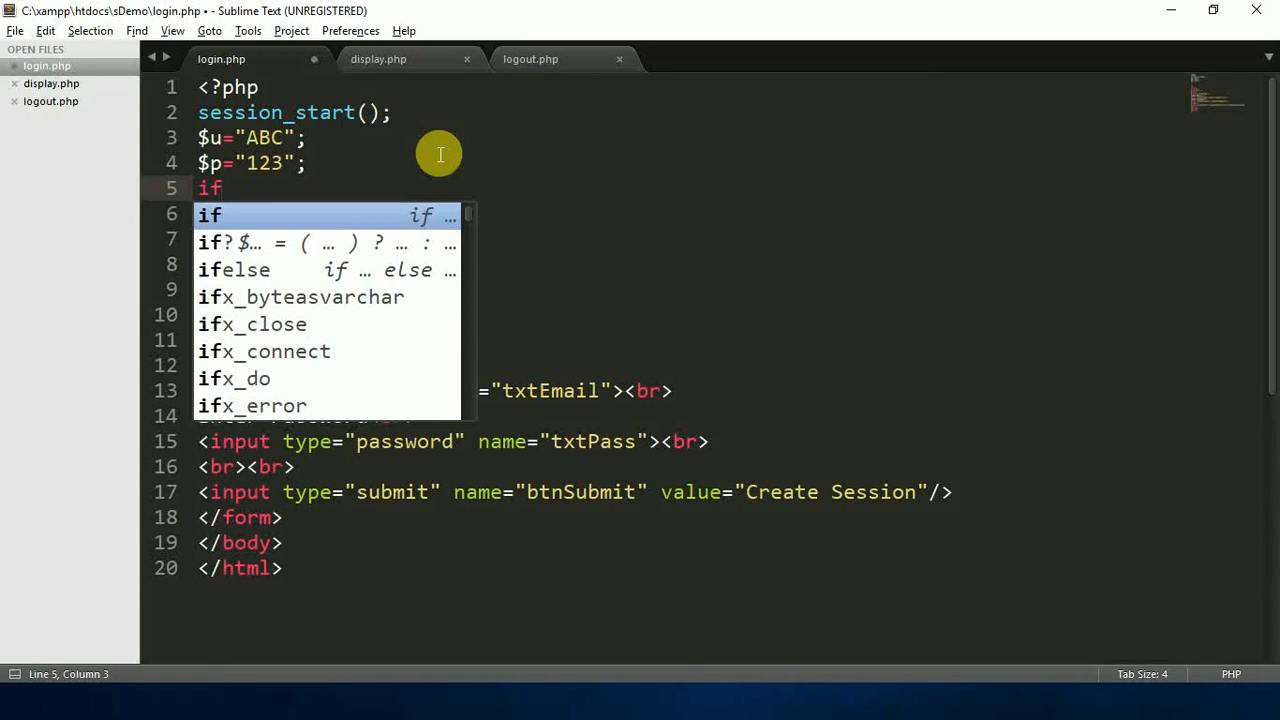 C:\xampp\htdocs\sDemo\login.php • - Sublime Text (UNREGISTERED)
File Edit Selection Find View Goto Tools Project Preferences Help
OPEN FILES
login.php
display.php
logout.php
login.php display.php logout.php
1 <?php
2 session_start();
3 $u="ABC";
4 $p="123";
5 if
6 if if …
if?$… = ( … ) ? … : …
7
8 ifelse if … else …
9 ifx_byteasvarchar
10 ifx_close
11 ifx_connect
12 ifx_do
13 ="txtEmail"><br>
ifx_error
14
15 <input type="password" name="txtPass"><br>
16 <br><br>
17 <input type="submit" name="btnSubmit" value="Create Session"/>
18 </form>
19 </body>
20 </html>
Line 5, Column 3 Tab Size: 4 PHP